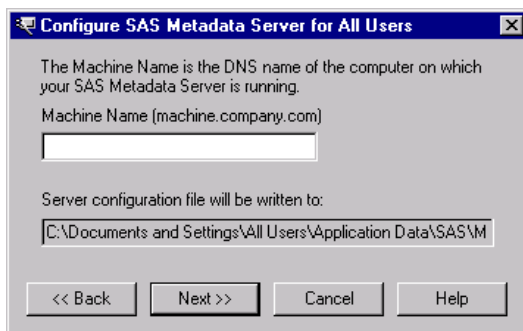 Configure SAS Metadata Server for All Users
The Machine Name is the DNS name of the computer on which
your SAS Metadata Server is running.
Machine Name (machine.company.com)
Server configuration file will be written to:
C:\Documents and Settings\All Users\Application Data\SAS\M
<< Back Next >> Cancel Help